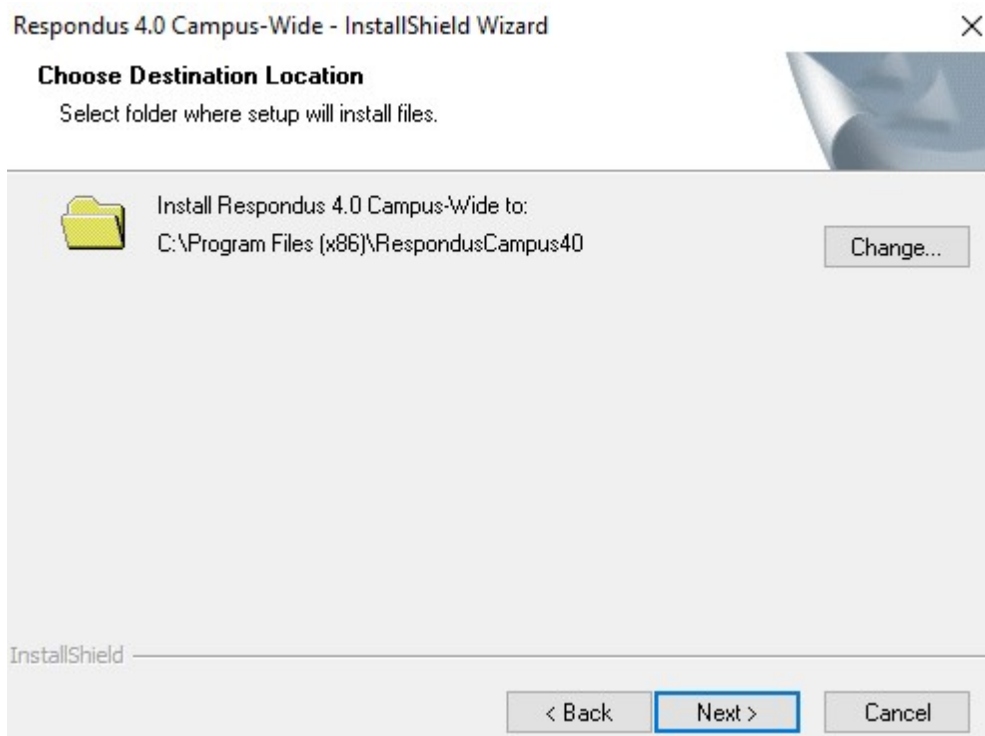 Respondus 4.0 Campus-Wide - InstallShield Wizard
Choose Destination Location
Select folder where setup will install files.
Install Respondus 4.0 Campus-Wide to:
C:\Program Files (x86)\RespondusCampus40
Change...
InstallShield
< Back
Next >
Cancel